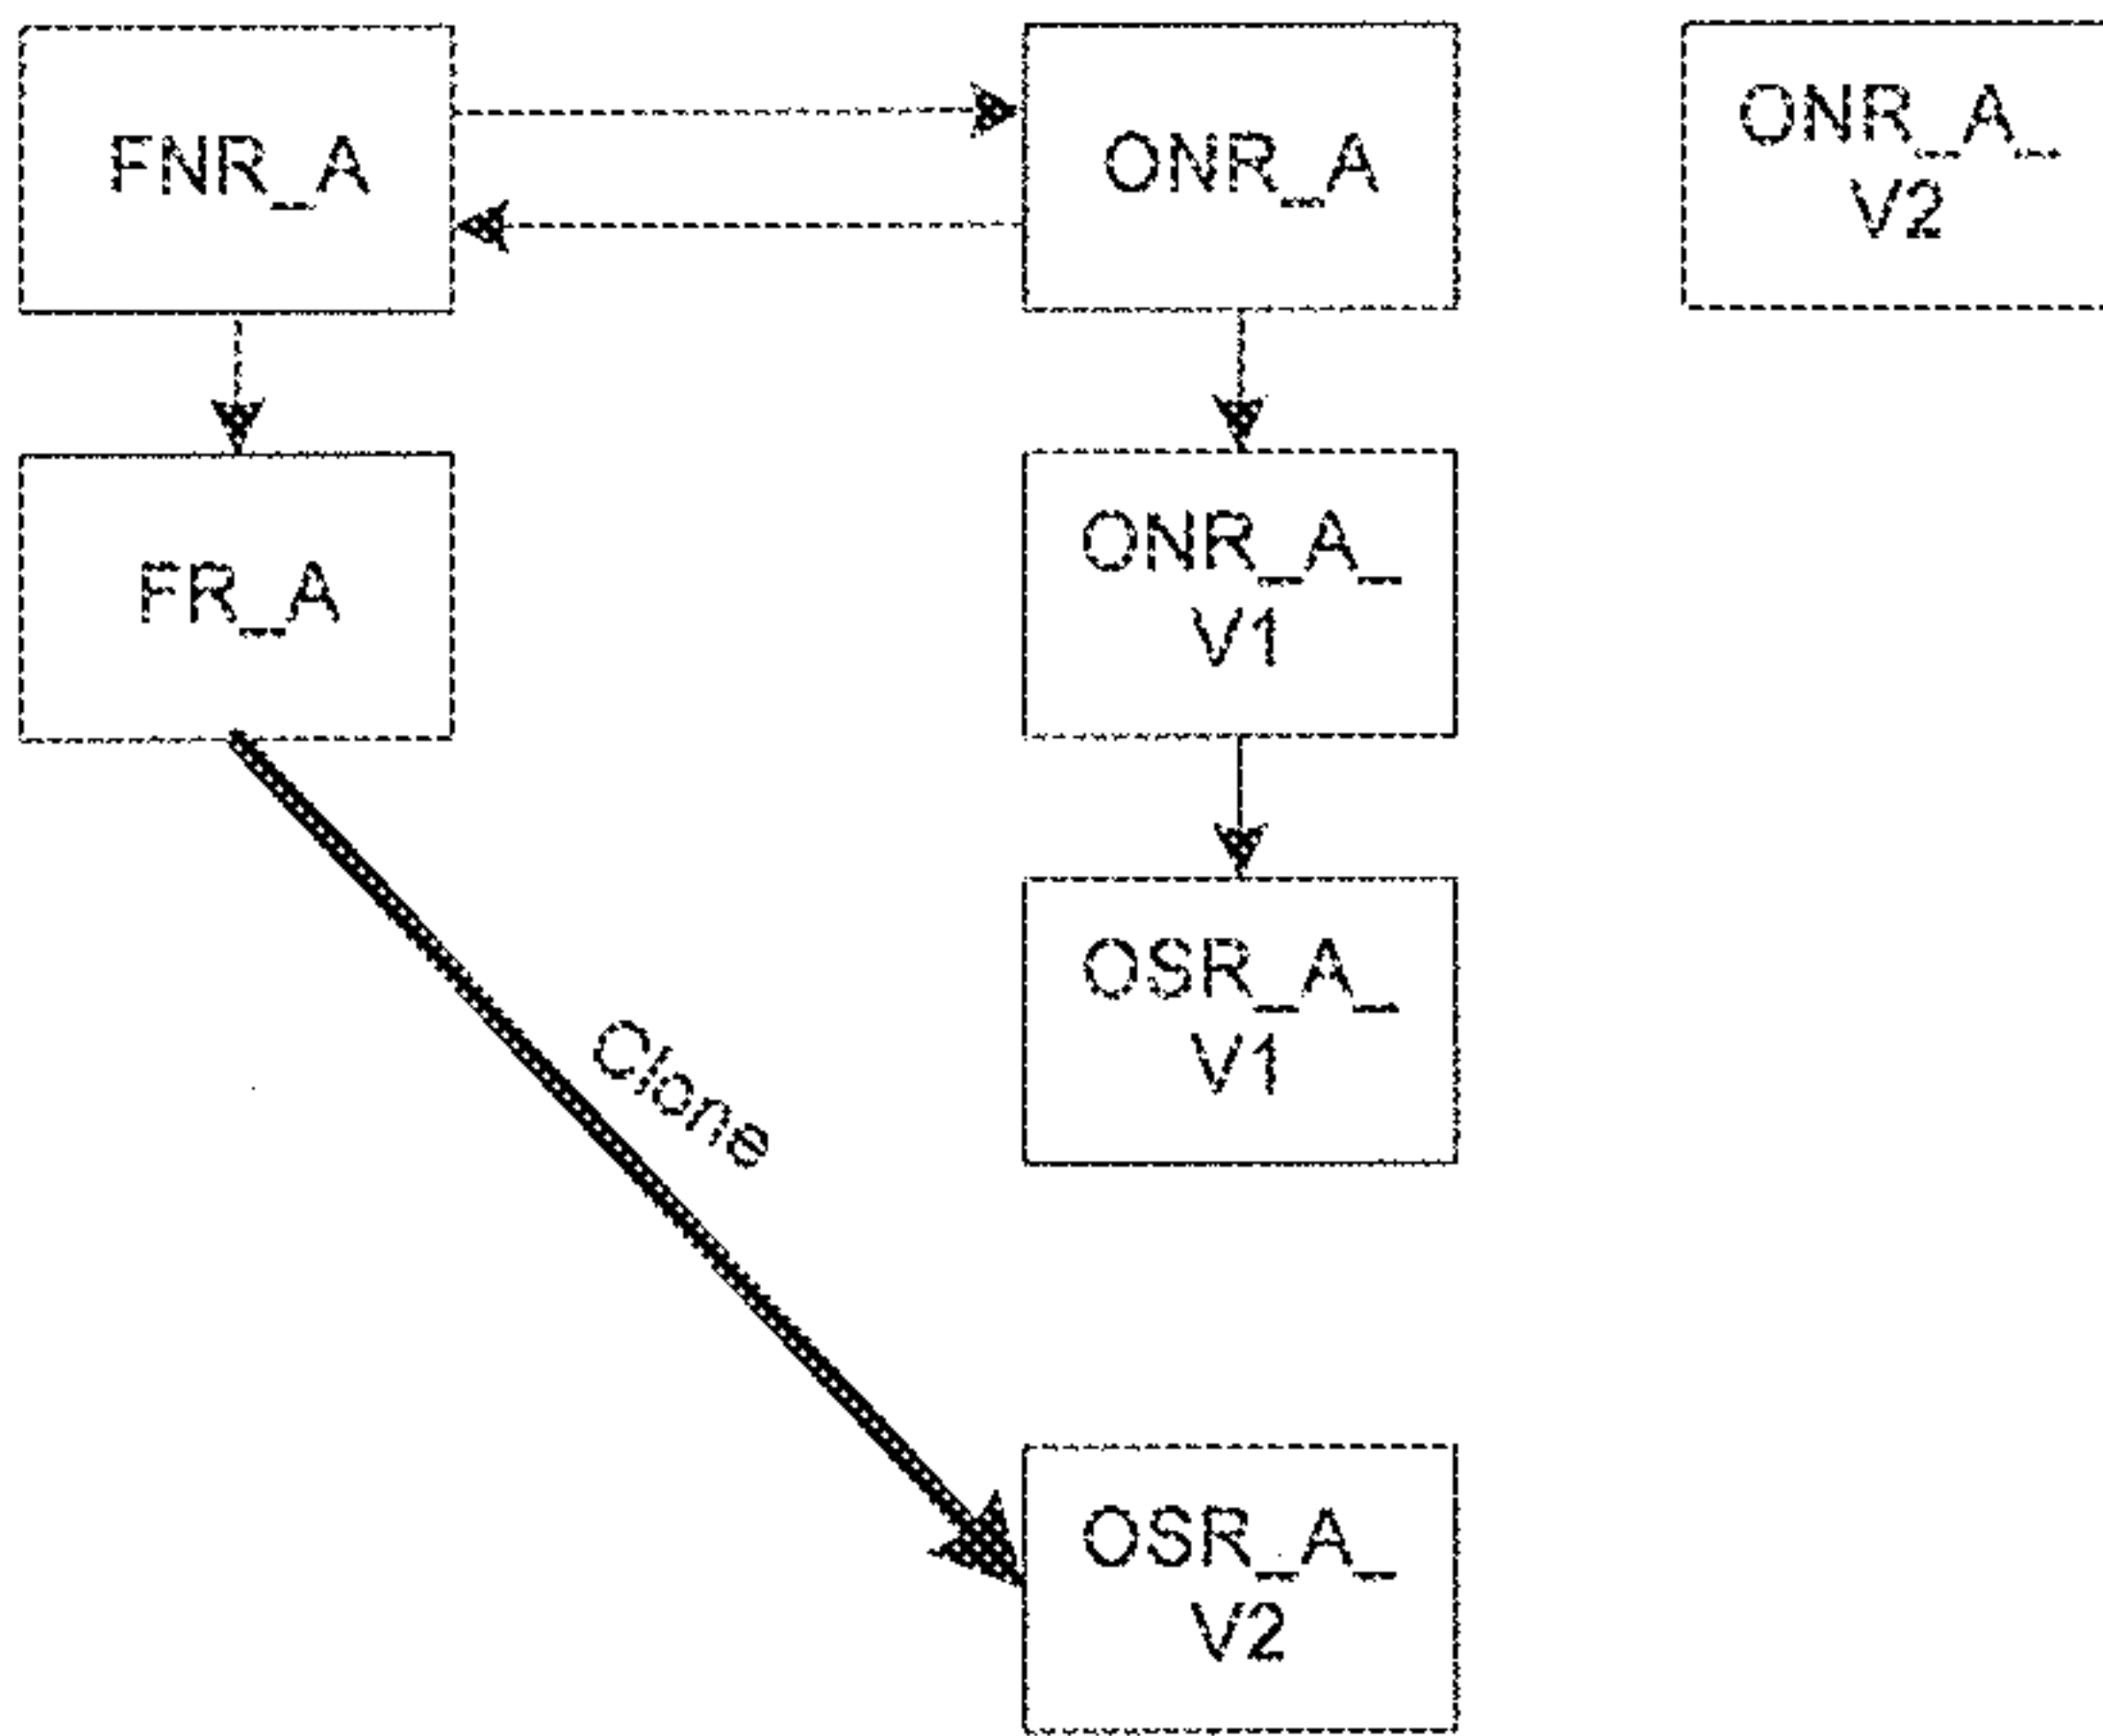 FNR_A
ONR_A
ONR_A_
V2
FR_A
ONR_A_
V1
OSR_A_
V1
Clone
OSR_A_
V2